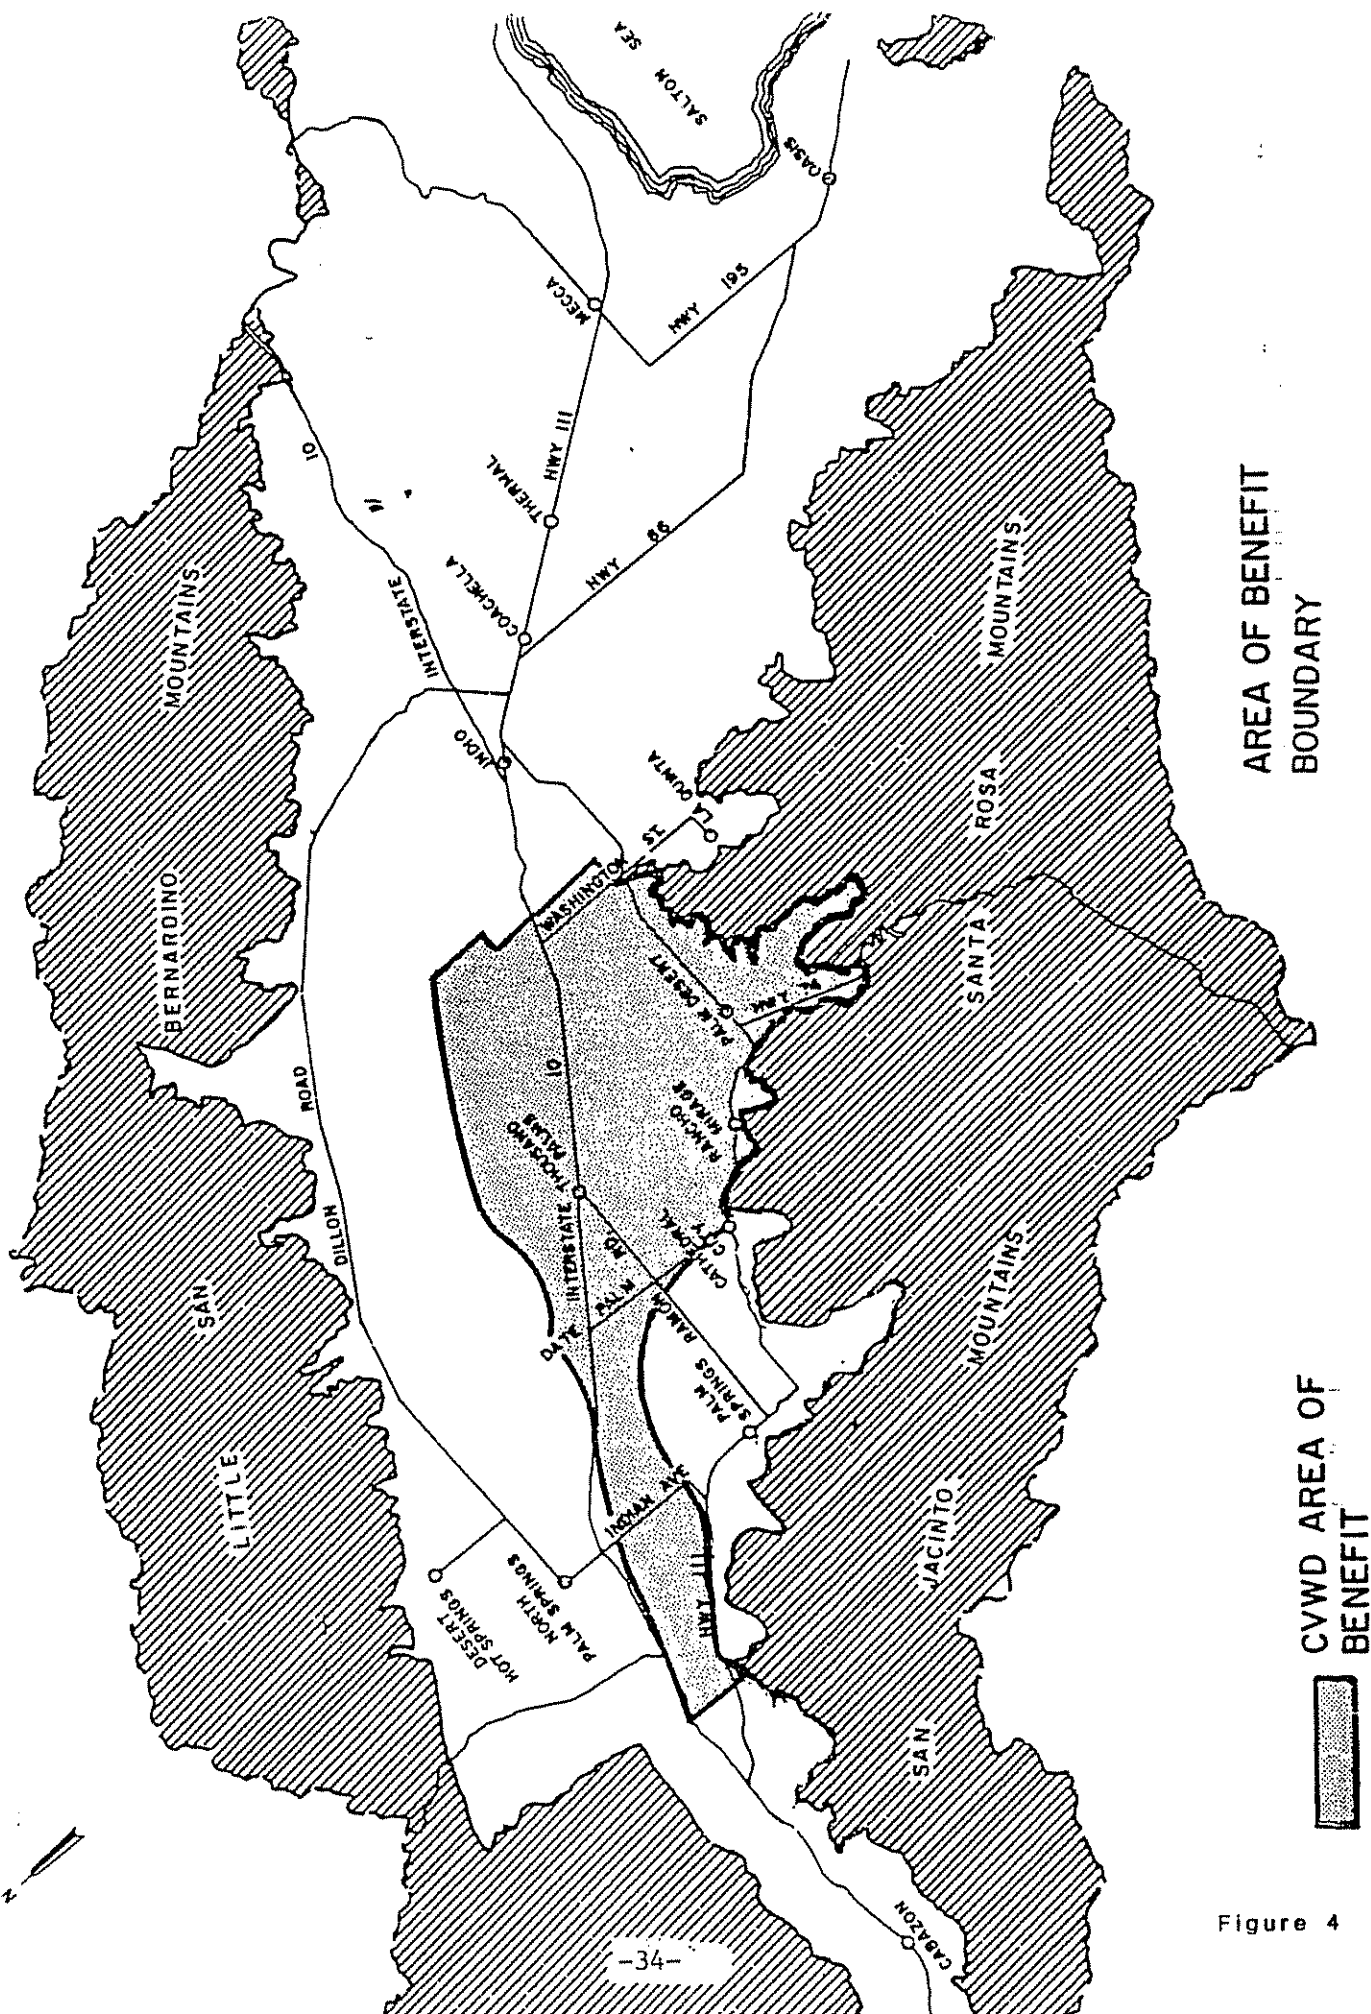 N
LITTLE
SAN
BERNARDINO
MOUNTAINS
DILLON
ROAD
INTERSTATE
10
DESERT
HOT SPRINGS
NORTH
PALM SPRINGS
INDIAN AVE.
HWY 111
DATE
PALM
INTERSTATE
10
THOUSAND
PALMS
RAMON
RD.
PALM
SPRINGS
CATHEDRAL
CY
RANCHO
MIRAGE
PALM DESERT
WASHINGTON
ST.
LA QUINTA
INDIO
COACHELLA
THERMAL
HWY 111
HWY 86
MECCA
HWY 195
OASIS
SALTON
SEA
CABAZON
SAN
JACINTO
MOUNTAINS
SANTA
ROSA
MOUNTAINS
AREA OF BENEFIT
BOUNDARY
CVWD AREA OF
BENEFIT
Figure 4
-34-